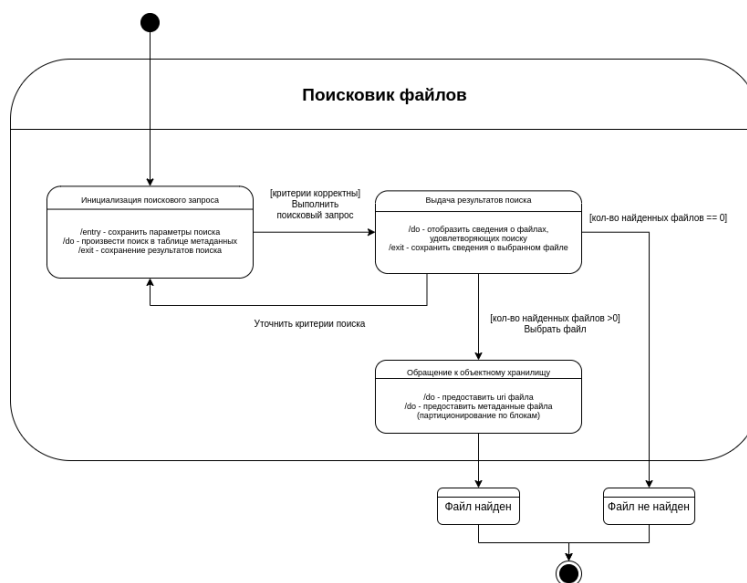 Поисковик файлов
Инициализация поискового запроса
/entry - сохранить параметры поиска
/do - произвести поиск в таблице метаданных
/exit - сохранение результатов поиска
[критерии корректны]
Выполнить
поисковый запрос
Выдача результатов поиска
/do - отобразить сведения о файлах,
удовлетворяющих поиску
/exit - сохранить сведения о выбранном файле
[кол-во найденных файлов == 0]
Уточнить критерии поиска
[кол-во найденных файлов >0]
Выбрать файл
Обращение к объектному хранилищу
/do - предоставить uri файла
/do - предоставить метаданные файла
(партиционирование по блокам)
Файл найден
Файл не найден